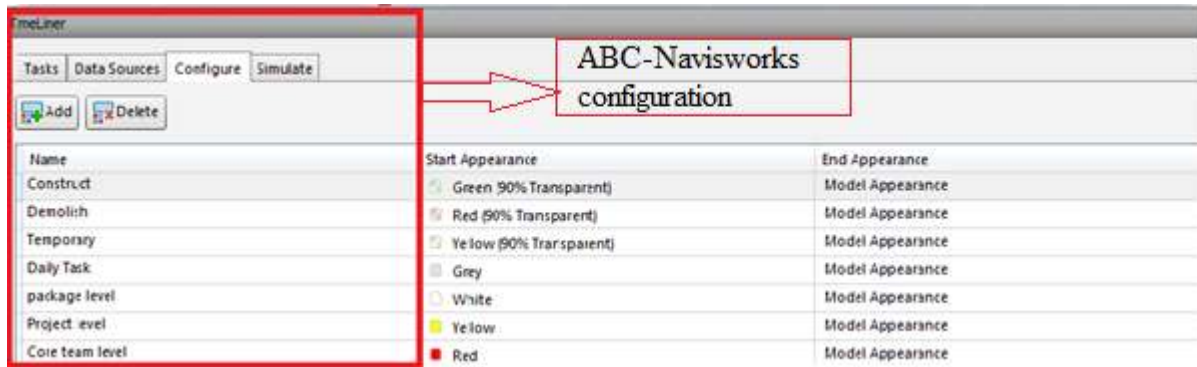 TimeLiner
Tasks Data Sources Configure Simulate
ABC-Navisworks
configuration
Add Delete
Name Start Appearance End Appearance
Construct Green (90% Transparent) Model Appearance
Demolish Red (90% Transparent) Model Appearance
Temporary Yellow (90% Transparent) Model Appearance
Daily Task Grey Model Appearance
package level White Model Appearance
Project level Yellow Model Appearance
Core team level Red Model Appearance